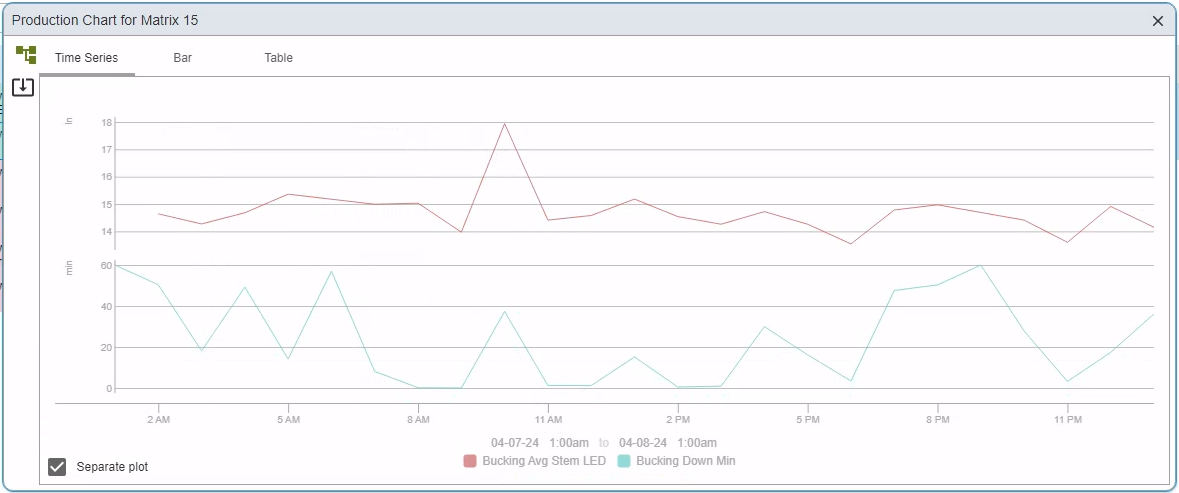 Production Chart for Matrix 15
Time Series Bar Table
In
18
17
16
15
14
min
60
40
20
0
2 AM 5 AM 8 AM 11 AM 2 PM 5 PM 8 PM 11 PM
04-07-24 1:00am to 04-08-24 1:00am
Bucking Avg Stem LED Bucking Down Min
Separate plot